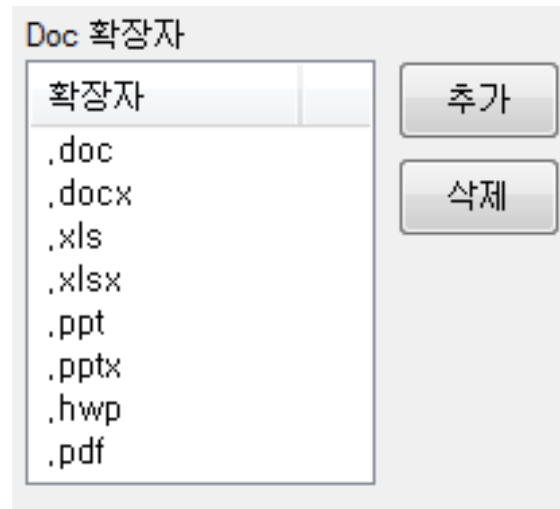 Doc 확장자
확장자
추가
.doc
.docx
삭제
.xls
.xlsx
.ppt
.pptx
.hwp
.pdf